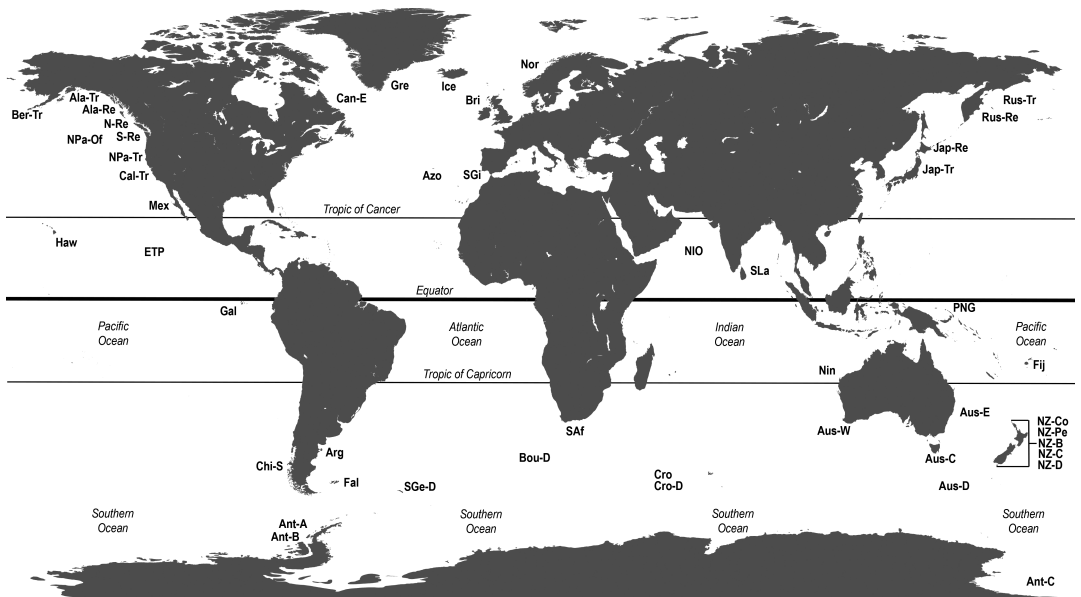 Nor
Gre
Ice
Can-E
Bri
Ala-Tr
Ber-Tr
Ala-Re
N-Re
NPa-Of
S-Re
NPa-Tr
Cal-Tr
Rus-Tr
Rus-Re
Jap-Re
Jap-Tr
Azo
SGi
Mex
Tropic of Cancer
Haw
ETP
NIO
SLa
Equator
Gal
PNG
Pacific
Ocean
Atlantic
Ocean
Indian
Ocean
Pacific
Ocean
Fij
Nin
Tropic of Capricorn
Aus-E
NZ-Co
NZ-Pe
NZ-B
NZ-C
NZ-D
SAf
Aus-W
Arg
Bou-D
Aus-C
Chi-S
Fal
SGe-D
Cro
Cro-D
Aus-D
Southern
Ocean
Ant-A
Ant-B
Southern
Ocean
Southern
Ocean
Southern
Ocean
Ant-C